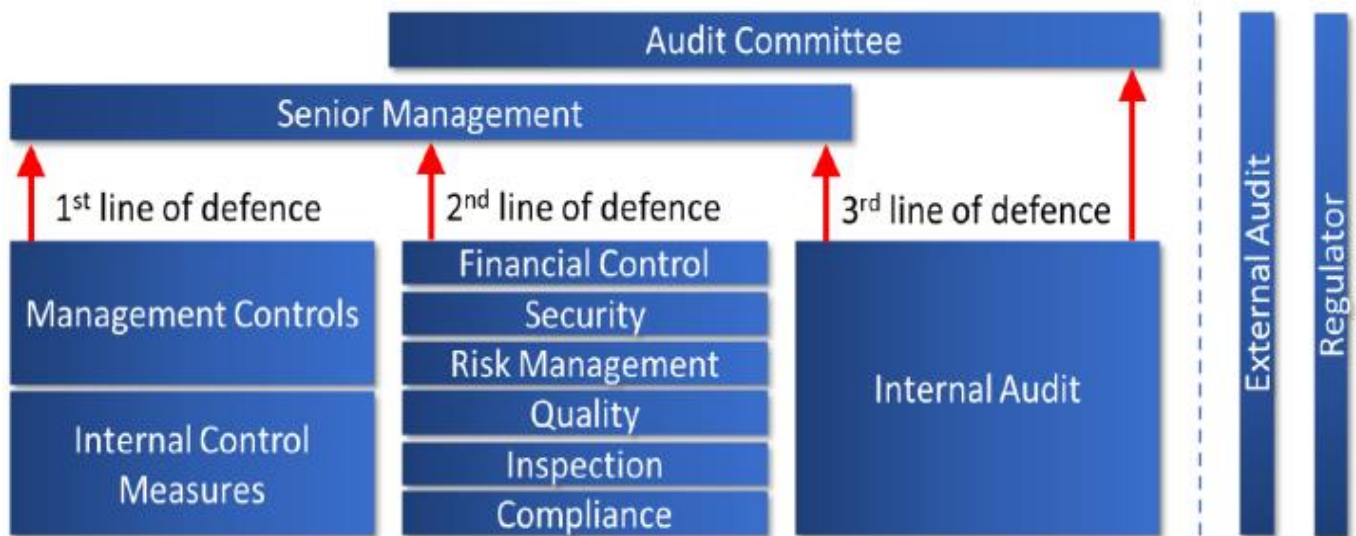 Audit Committee
Senior Management
1st line of defence
2nd line of defence
3rd line of defence
Management Controls
Internal Control
Measures
Financial Control
Security
Risk Management
Quality
Inspection
Compliance
Internal Audit
External Audit
Regulator